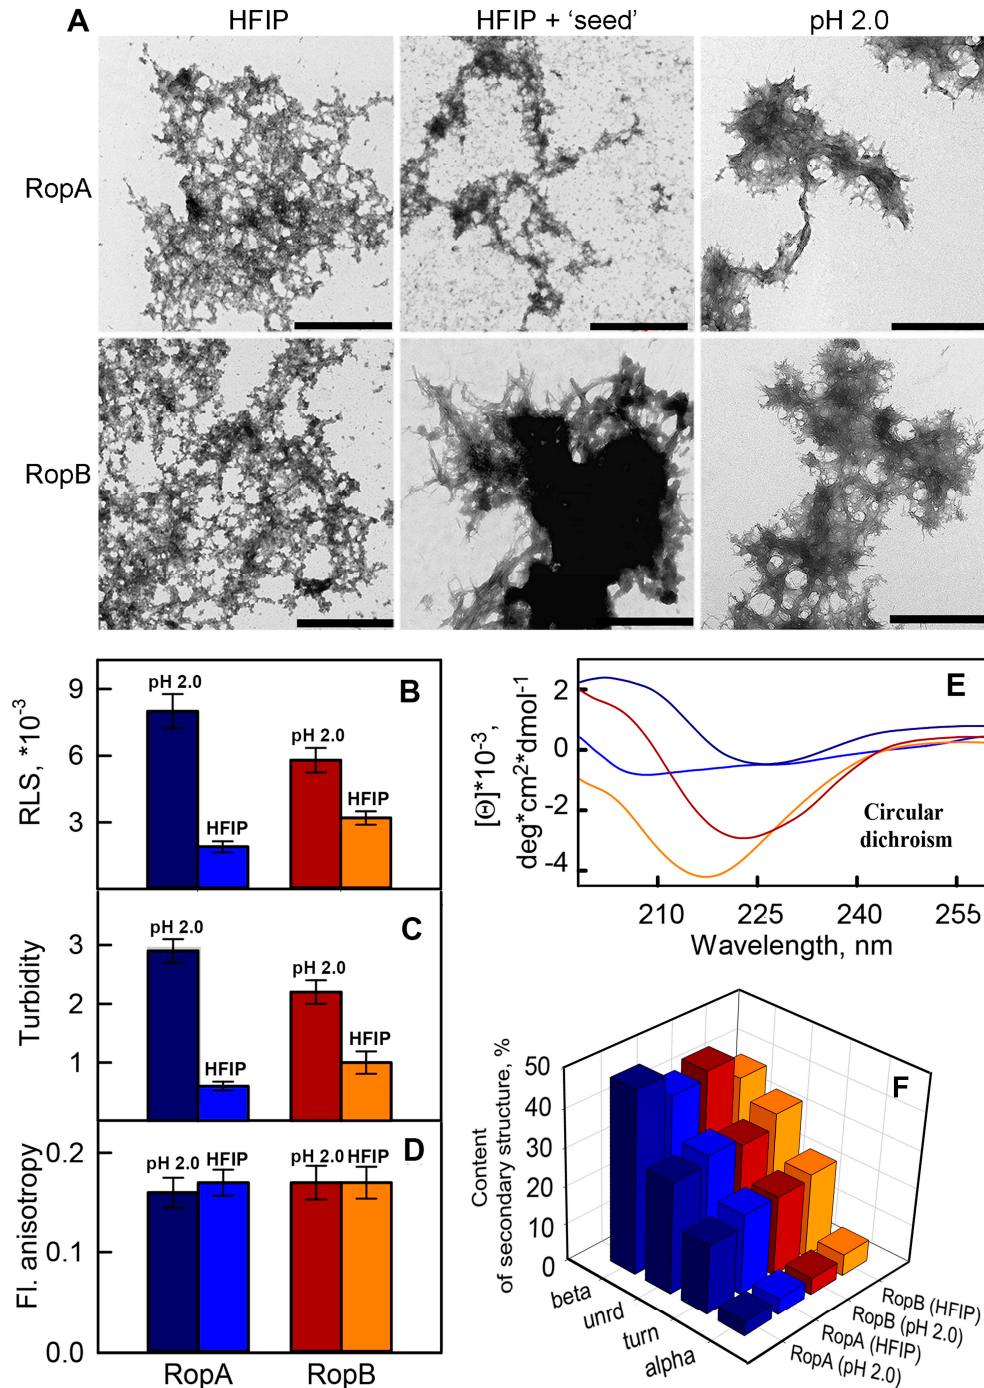 A
HFIP
HFIP + ‘seed’
pH 2.0
RopA
RopB
B
RLS, *10-3
9
6
3
pH 2.0
HFIP
pH 2.0
HFIP
C
Turbidity
3
2
1
pH 2.0
HFIP
pH 2.0
HFIP
D
Fl. anisotropy
0.2
0.1
0.0
pH 2.0
HFIP
pH 2.0
HFIP
RopA
RopB
E
[Θ]*10-3,
deg*cm2*dmol-1
2
0
-2
-4
Circular
dichroism
210
225
240
255
Wavelength, nm
F
Content
of secondary structure, %
50
40
30
20
10
0
beta
unrd
turn
alpha
RopB (HFIP)
RopB (pH 2.0)
RopA (HFIP)
RopA (pH 2.0)